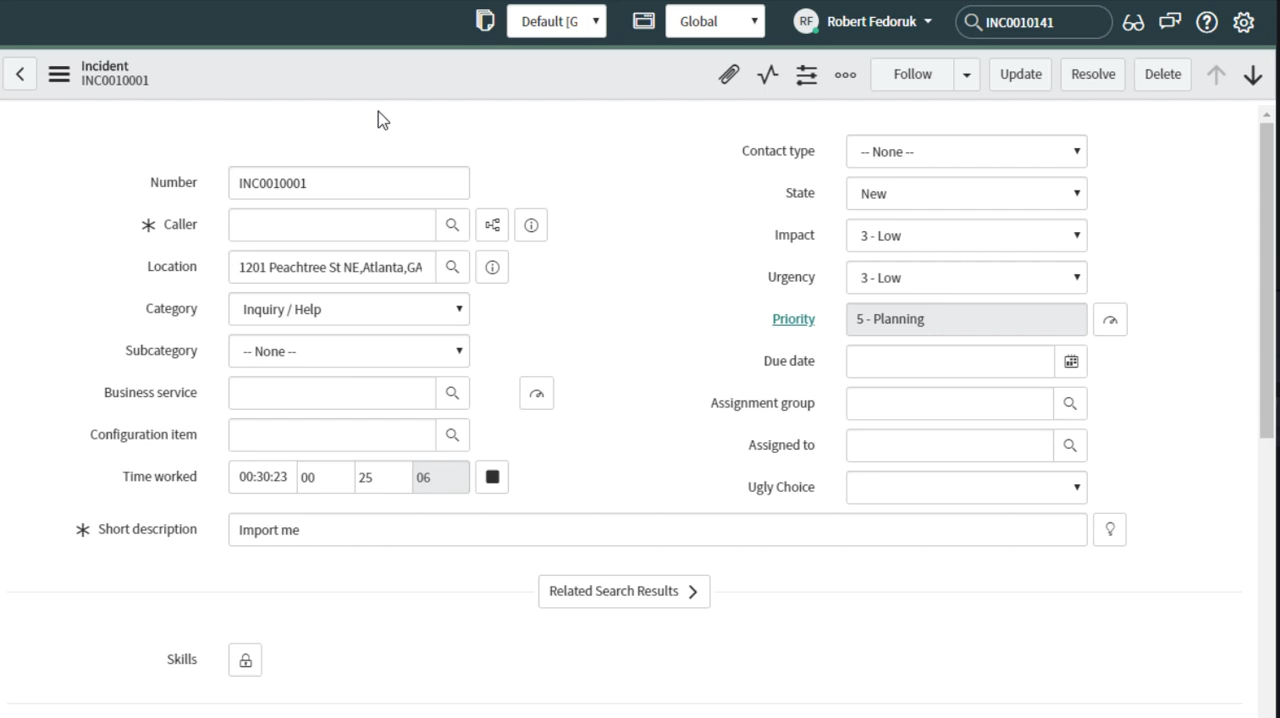 Default [G
Global
RF
Robert Fedoruk
INC0010141
Incident
INC0010001
Follow
Update
Resolve
Delete
Number
INC0010001
Caller
Location
1201 Peachtree St NE,Atlanta,GA
Category
Inquiry / Help
Subcategory
-- None --
Business service
Configuration item
Time worked
00:30:23 00 25 06
Contact type
-- None --
State
New
Impact
3 - Low
Urgency
3 - Low
Priority
5 - Planning
Due date
Assignment group
Assigned to
Ugly Choice
Short description
Import me
Related Search Results
Skills